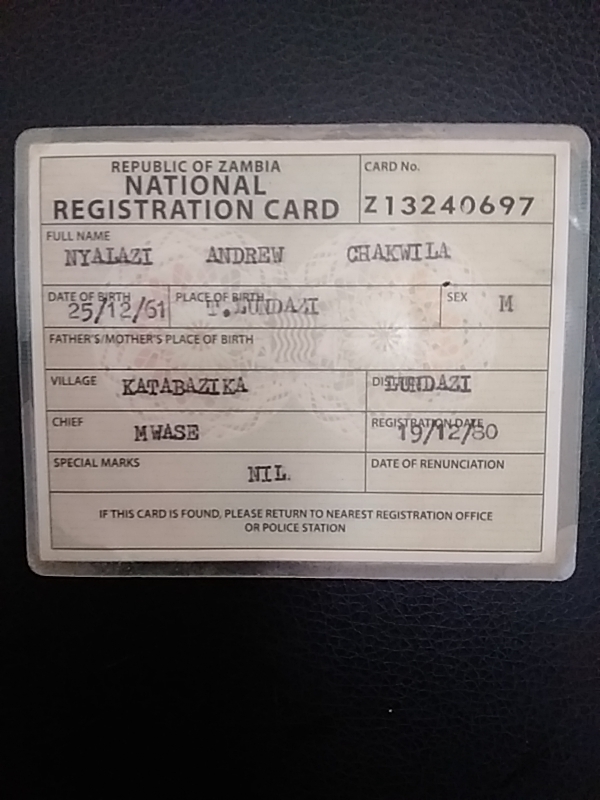 REPUBLIC OF ZAMBIA
NATIONAL
REGISTRATION CARD
CARD No.
Z13240697
FULL NAME
NYALAZI ANDREW CHAKWILA
DATE OF BIRTH
25/12/61
PLACE OF BIRTH
T.LUNDAZI
SEX
M
FATHER'S/MOTHER'S PLACE OF BIRTH
VILLAGE
KATABAZIKA
LUNDAZI
CHIEF
MWASE
REGISTRATION DATE
19/12/80
SPECIAL MARKS
NIL.
DATE OF RENUNCIATION
IF THIS CARD IS FOUND, PLEASE RETURN TO NEAREST REGISTRATION OFFICE
OR POLICE STATION